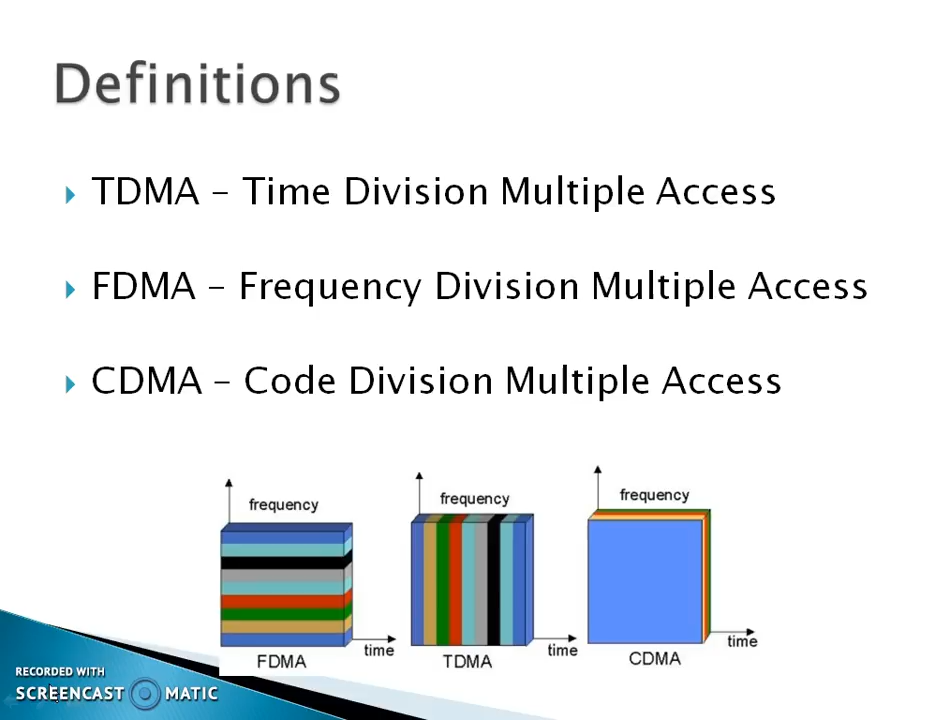 Definitions
TDMA – Time Division Multiple Access
FDMA – Frequency Division Multiple Access
CDMA – Code Division Multiple Access
frequency
time
FDMA
frequency
time
TDMA
frequency
time
CDMA
RECORDED WITH
SCREENCAST MATIC